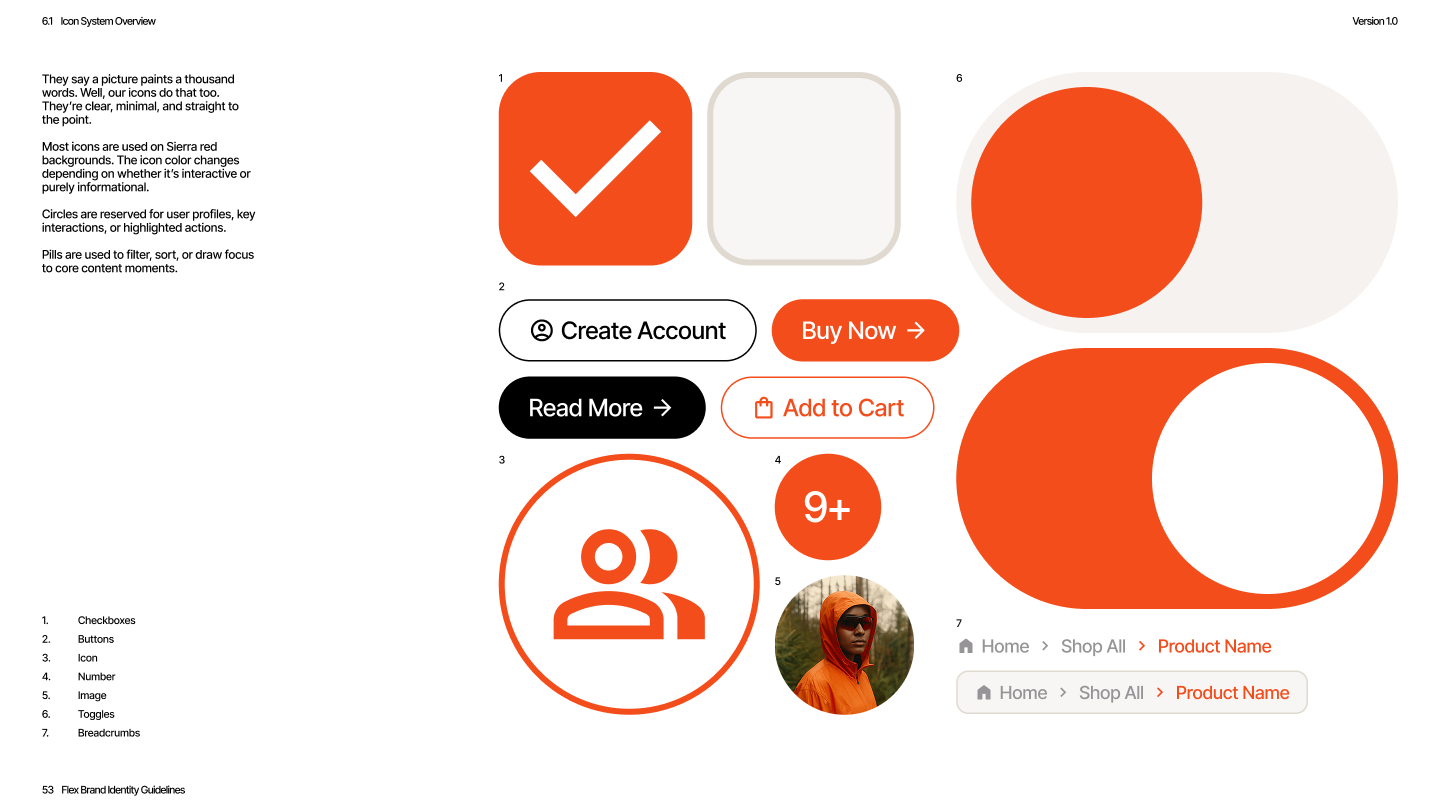 6.1 Icon System Overview
Version 1.0
They say a picture paints a thousand
words. Well, our icons do that too.
They're clear, minimal, and straight to
the point.
Most icons are used on Sierra red
backgrounds. The icon color changes
depending on whether it's interactive or
purely informational.
Circles are reserved for user profiles, key
interactions, or highlighted actions.
Pills are used to filter, sort, or draw focus
to core content moments.
1. Checkboxes
2. Buttons
3. Icon
4. Number
5. Image
6. Toggles
7. Breadcrumbs
1
2
Create Account
Buy Now
Read More
Add to Cart
3
4
9+
5
6
7
Home Shop All Product Name
Home Shop All Product Name
53 Flex Brand Identity Guidelines